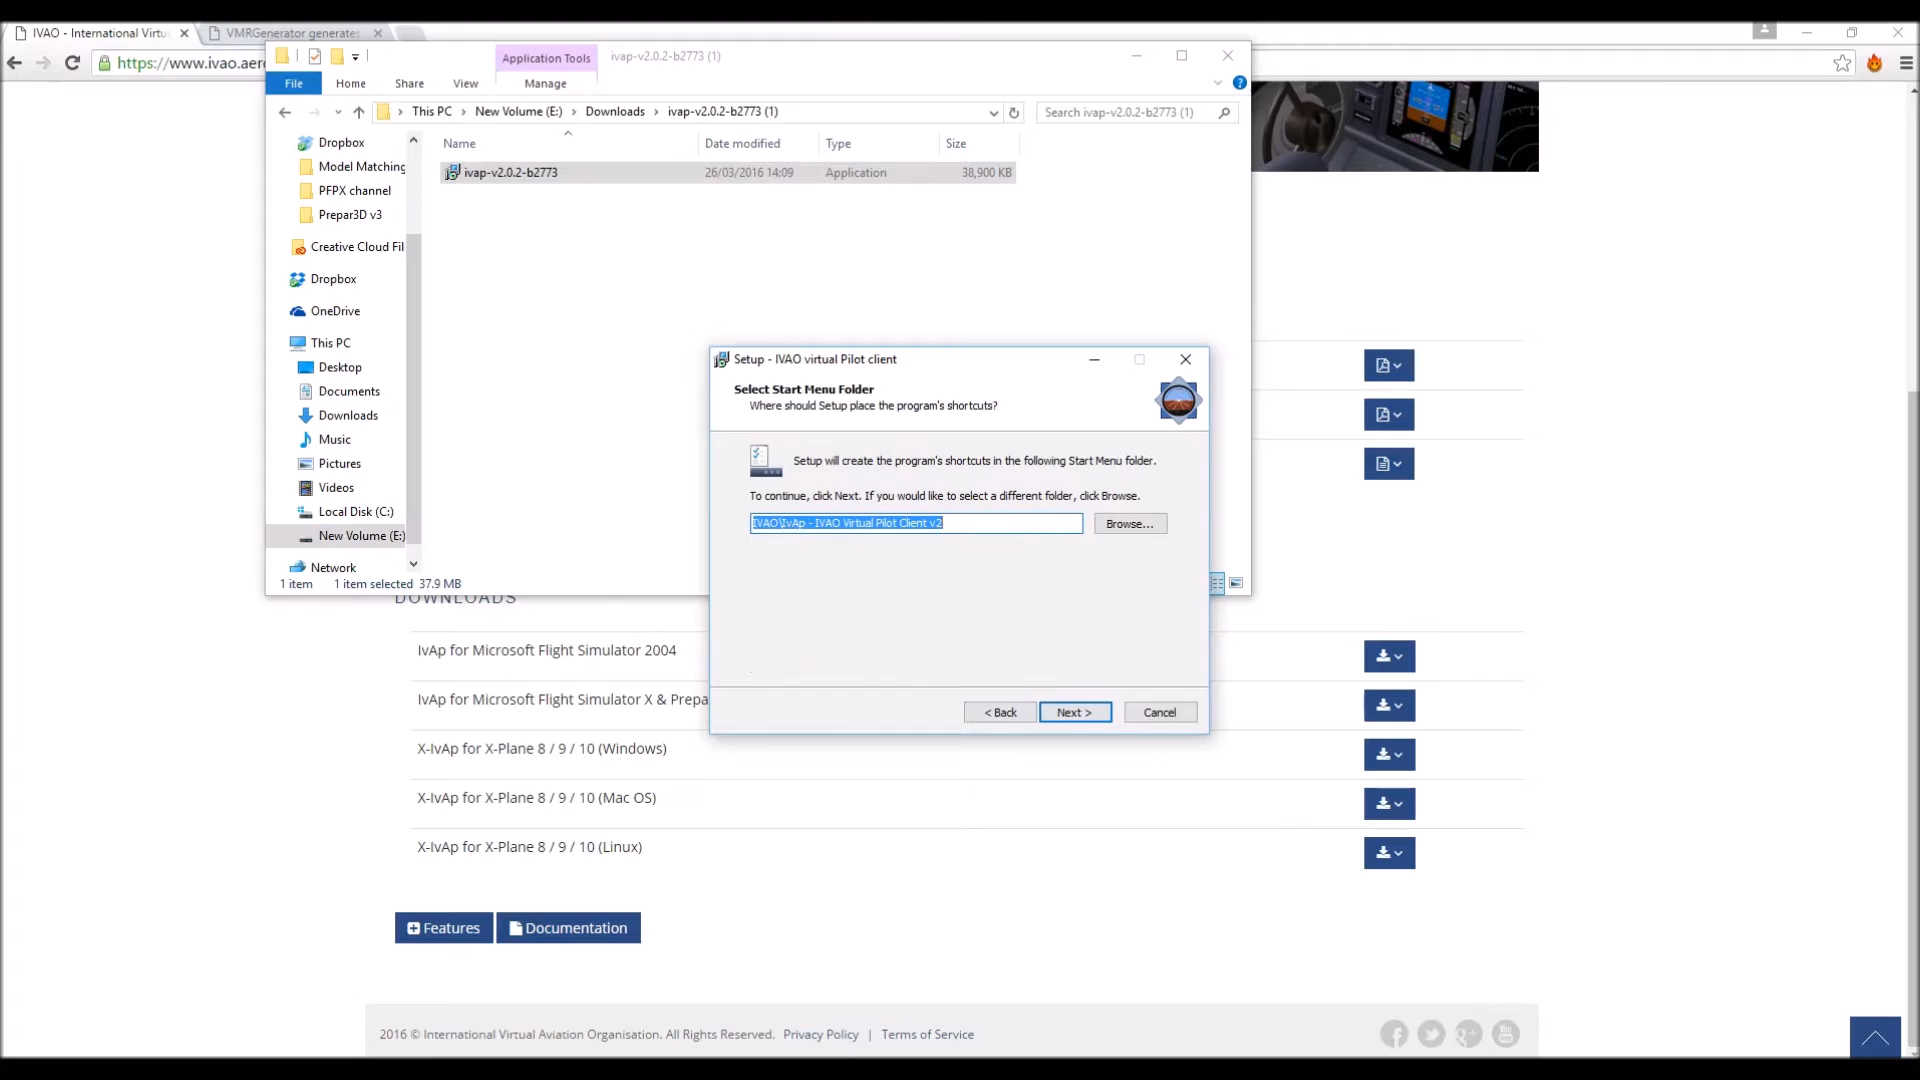 IVAO - International Virtu
VMRGenerator generates
https://www.ivao.aero
Application Tools
ivap-v2.0.2-b2773 (1)
File
Home
Share
View
Manage
This PC
New Volume (E:)
Downloads
ivap-v2.0.2-b2773 (1)
Search ivap-v2.0.2-b2773 (1)
Name
Date modified
Type
Size
ivap-v2.0.2-b2773
26/03/2016 14:09
Application
38,900 KB
Dropbox
Model Matching
PFPX channel
Prepar3D v3
Creative Cloud Fil
Dropbox
OneDrive
This PC
Desktop
Documents
Downloads
Music
Pictures
Videos
Local Disk (C:)
New Volume (E:)
Network
1 item
1 item selected 37.9 MB
Setup - IVAO virtual Pilot client
Select Start Menu Folder
Where should Setup place the program's shortcuts?
Setup will create the program's shortcuts in the following Start Menu folder.
To continue, click Next. If you would like to select a different folder, click Browse.
IVAO\IvAp - IVAO Virtual Pilot Client v2
Browse...
< Back
Next >
Cancel
DOWNLOADS
IvAp for Microsoft Flight Simulator 2004
IvAp for Microsoft Flight Simulator X & Prepa
X-IvAp for X-Plane 8 / 9 / 10 (Windows)
X-IvAp for X-Plane 8 / 9 / 10 (Mac OS)
X-IvAp for X-Plane 8 / 9 / 10 (Linux)
Features
Documentation
2016 © International Virtual Aviation Organisation. All Rights Reserved. Privacy Policy | Terms of Service